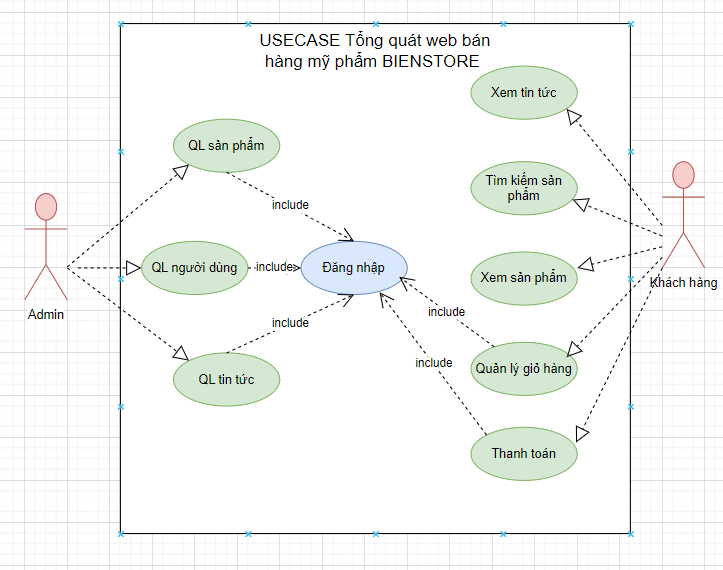 USECASE Tổng quát web bán
hàng mỹ phẩm BIENSTORE
Xem tin tức
QL sản phẩm
Tìm kiếm sản
phẩm
include
QL người dùng
include
Đăng nhập
Xem sản phẩm
Khách hàng
Admin
include
include
include
QL tin tức
Quản lý giỏ hàng
Thanh toán